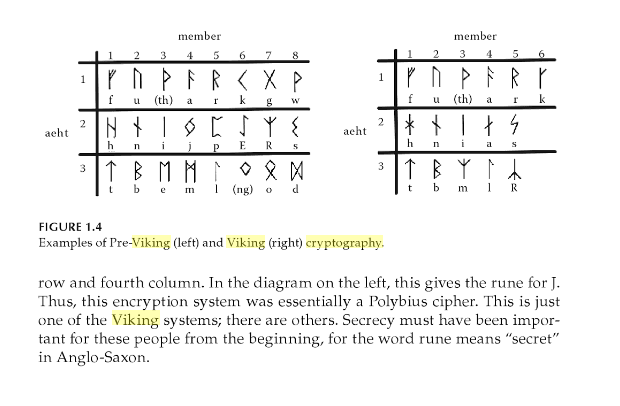 member
1 2 3 4 5 6 7 8
1
f u (th) a r k g w
aeht 2
h n i j p E R s
3
t b e m l (ng) o d
member
1 2 3 4 5 6
1
f u (th) a r k
aeht 2
h n i a s
3
t b m l R
FIGURE 1.4
Examples of Pre-Viking (left) and Viking (right) cryptography.
row and fourth column. In the diagram on the left, this gives the rune for J.
Thus, this encryption system was essentially a Polybius cipher. This is just
one of the Viking systems; there are others. Secrecy must have been impor-
tant for these people from the beginning, for the word rune means “secret”
in Anglo-Saxon.